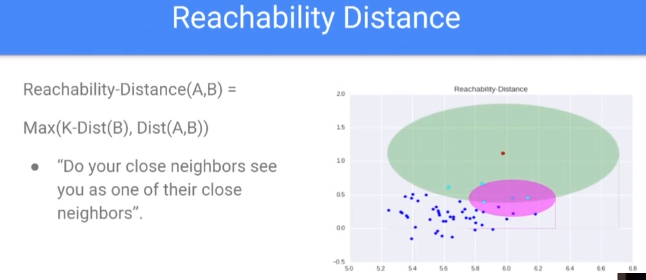 Reachability Distance
Reachability-Distance(A,B) =
Max(K-Dist(B), Dist(A,B))
● "Do your close neighbors see
you as one of their close
neighbors".
Reachability-Distance
2.0
1.5
1.0
0.5
0.0
-0.5
5.0 5.2 5.4 5.6 5.8 6.0 6.2 6.4 6.6 6.8